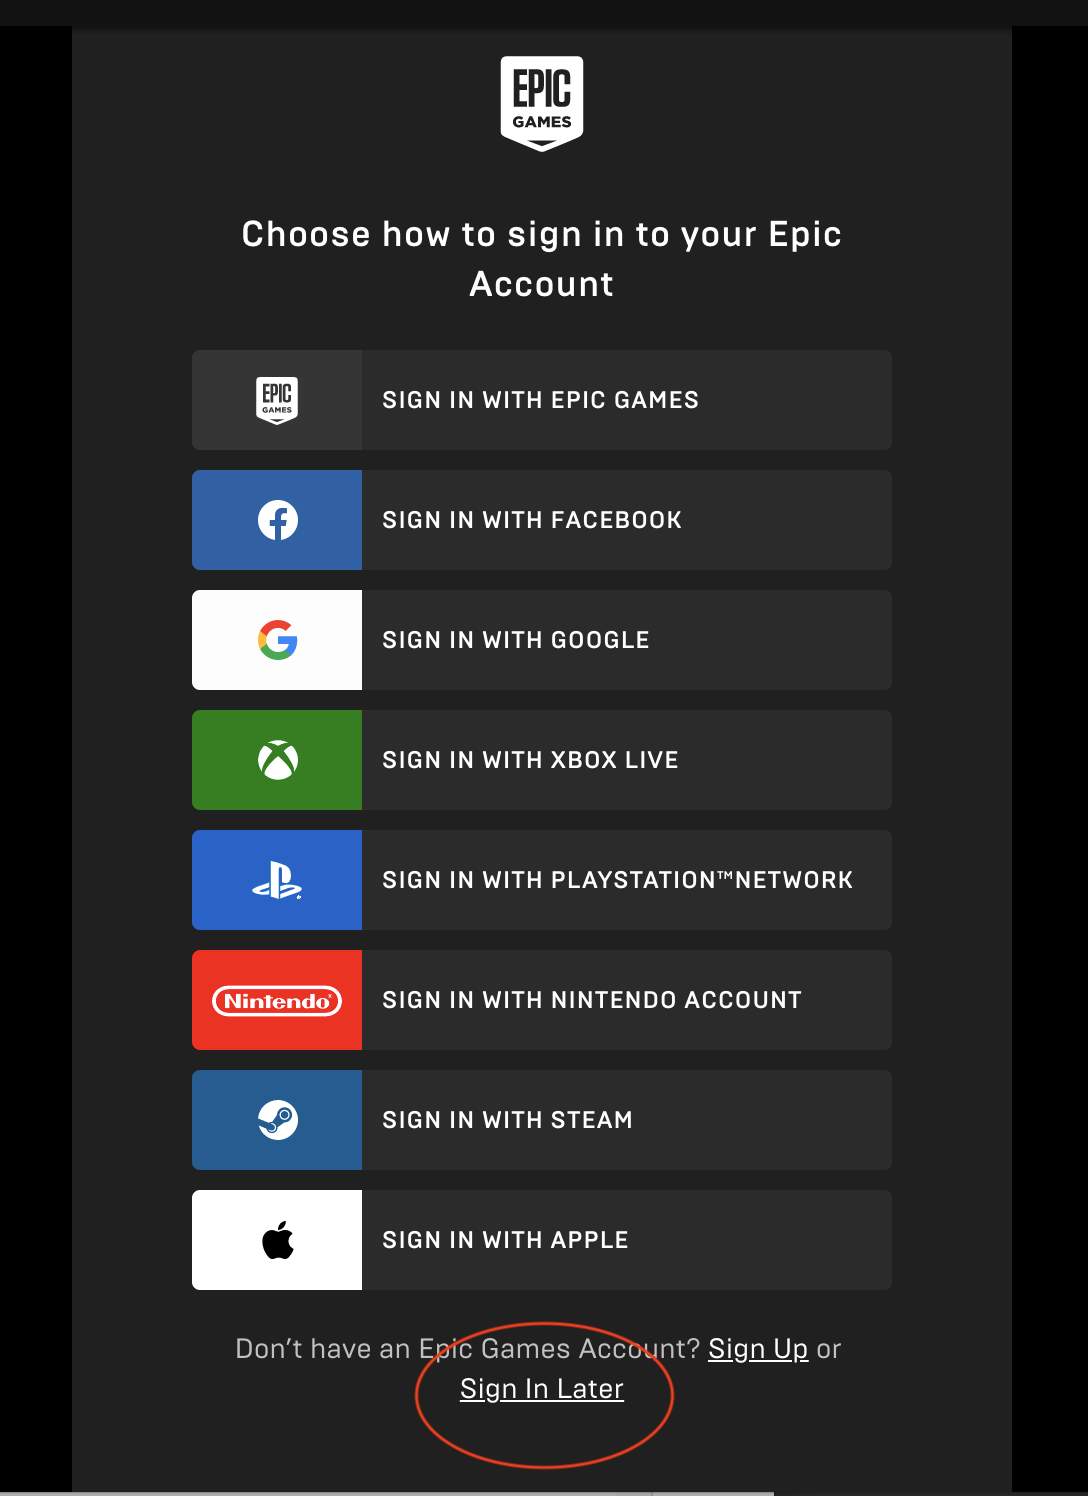 EPIC
GAMES
Choose how to sign in to your Epic
Account
EPIC
GAMES
SIGN IN WITH EPIC GAMES
SIGN IN WITH FACEBOOK
SIGN IN WITH GOOGLE
SIGN IN WITH XBOX LIVE
SIGN IN WITH PLAYSTATION™NETWORK
Nintendo®
SIGN IN WITH NINTENDO ACCOUNT
SIGN IN WITH STEAM
SIGN IN WITH APPLE
Don’t have an Epic Games Account? Sign Up or
Sign In Later